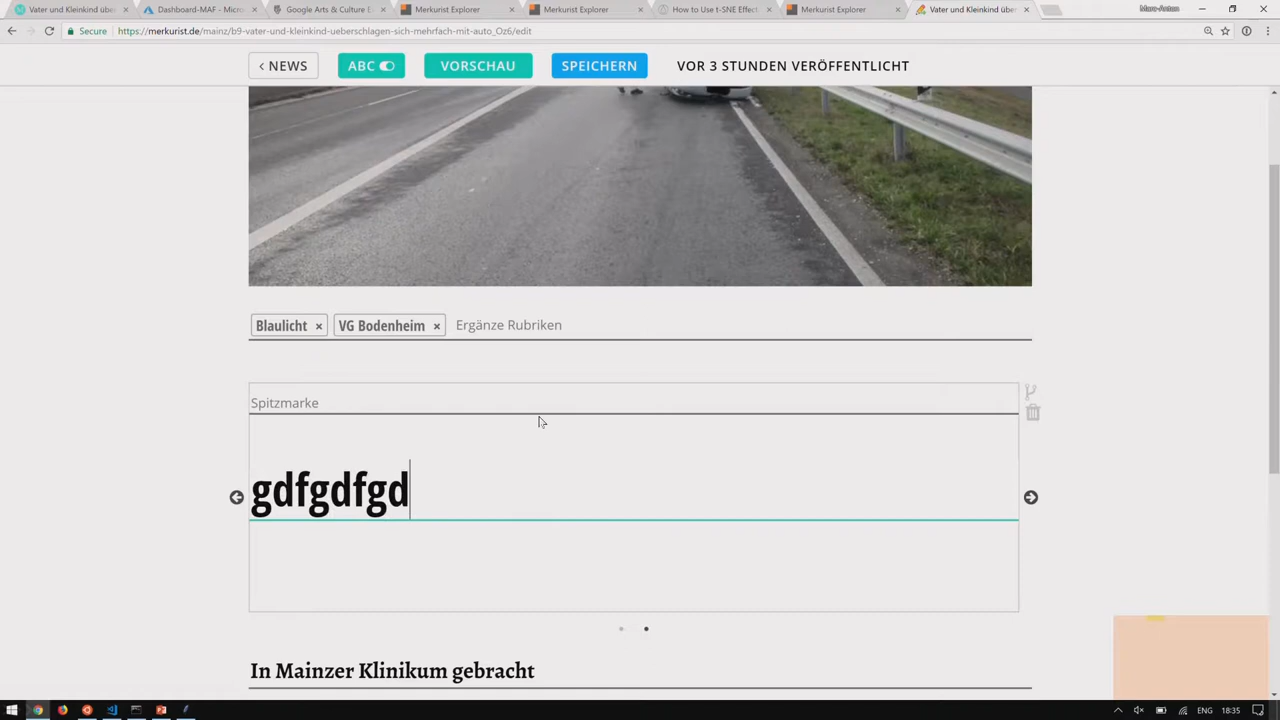 Vater und Kleinkind über
Dashboard-MAF - Micro
Google Arts & Culture E
Merkurist Explorer
Merkurist Explorer
How to Use t-SNE Effect
Merkurist Explorer
Vater und Kleinkind über
Secure
https://merkurist.de/mainz/b9-vater-und-kleinkind-ueberschlagen-sich-mehrfach-mit-auto_Oz6/edit
NEWS
ABC
VORSCHAU
SPEICHERN
VOR 3 STUNDEN VERÖFFENTLICHT
Blaulicht ×
VG Bodenheim ×
Ergänze Rubriken
Spitzmarke
gdfgdfgd
In Mainzer Klinikum gebracht
ENG
18:35